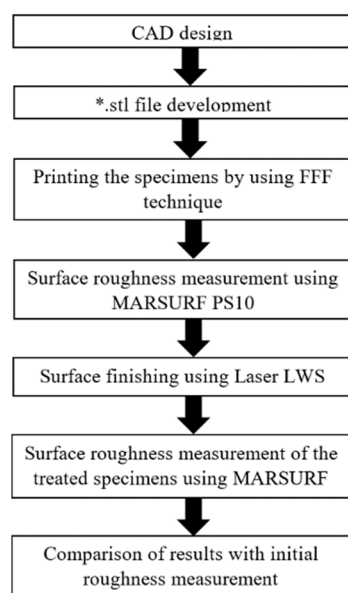 CAD design
*.stl file development
Printing the specimens by using FFF
technique
Surface roughness measurement using
MARSURF PS10
Surface finishing using Laser LWS
Surface roughness measurement of the
treated specimens using MARSURF
Comparison of results with initial
roughness measurement